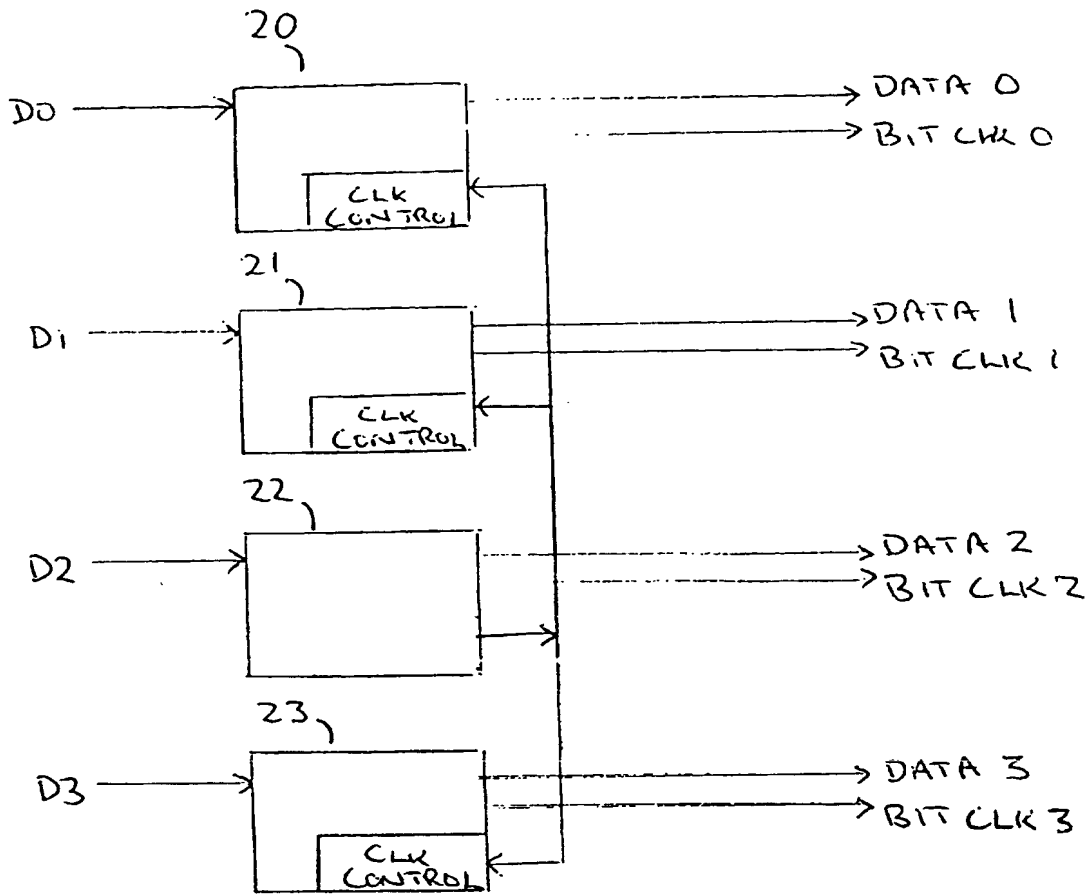 20
D0
DATA 0
BIT CLK 0
CLK
CONTROL
21
D1
DATA 1
BIT CLK 1
CLK
CONTROL
22
D2
DATA 2
BIT CLK 2
23
D3
DATA 3
BIT CLK 3
CLK
CONTROL